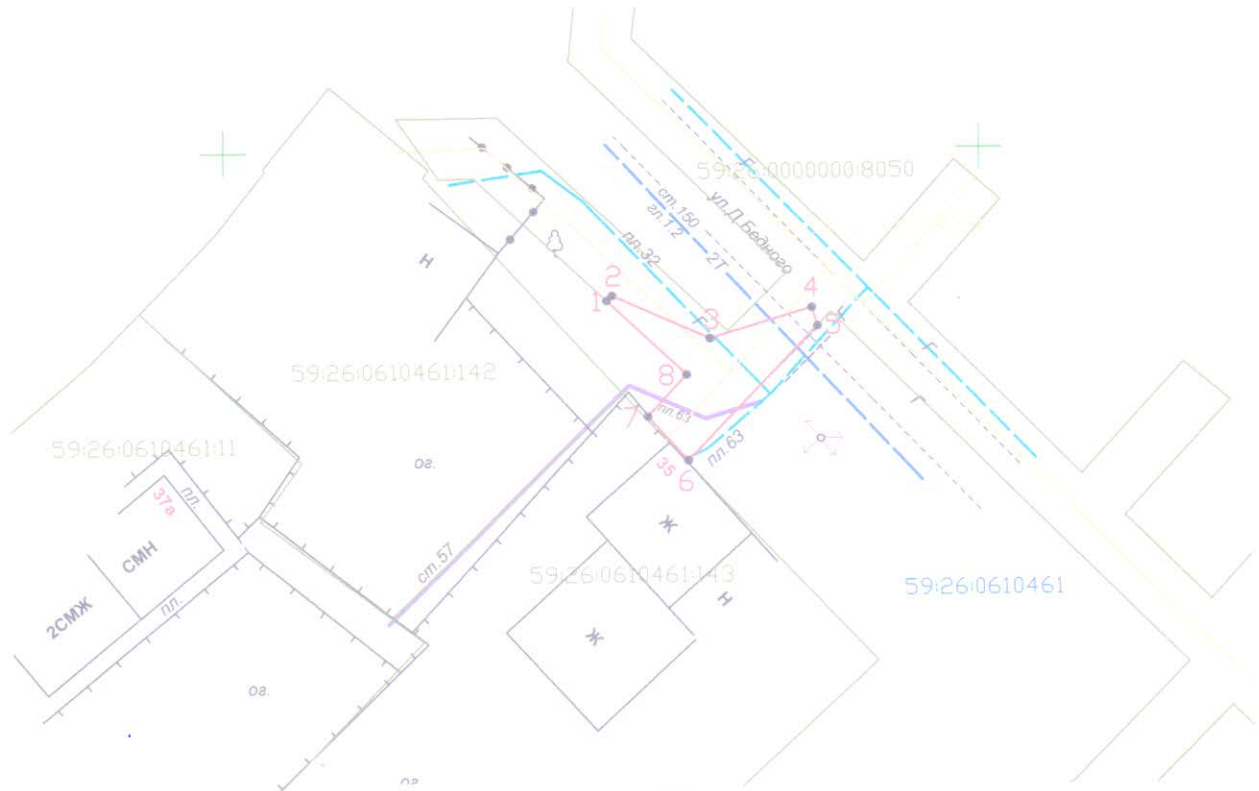 59:26:0000000:8050
ул.Д.Бедного
ст.150
гл.1.2
2Т
Г
пл.32
Н
2
1
3
4
5
Г
Г
Г
Г
8
7
пл.63
59:26:0610461:142
59:26:0610461:11
ог.
35
6
пл.63
37а
пл.
СМН
2СМЖ
пл.
ст.57
Ж
59:26:0610461:143
59:26:0610461
Н
Ж
ог.
ог.